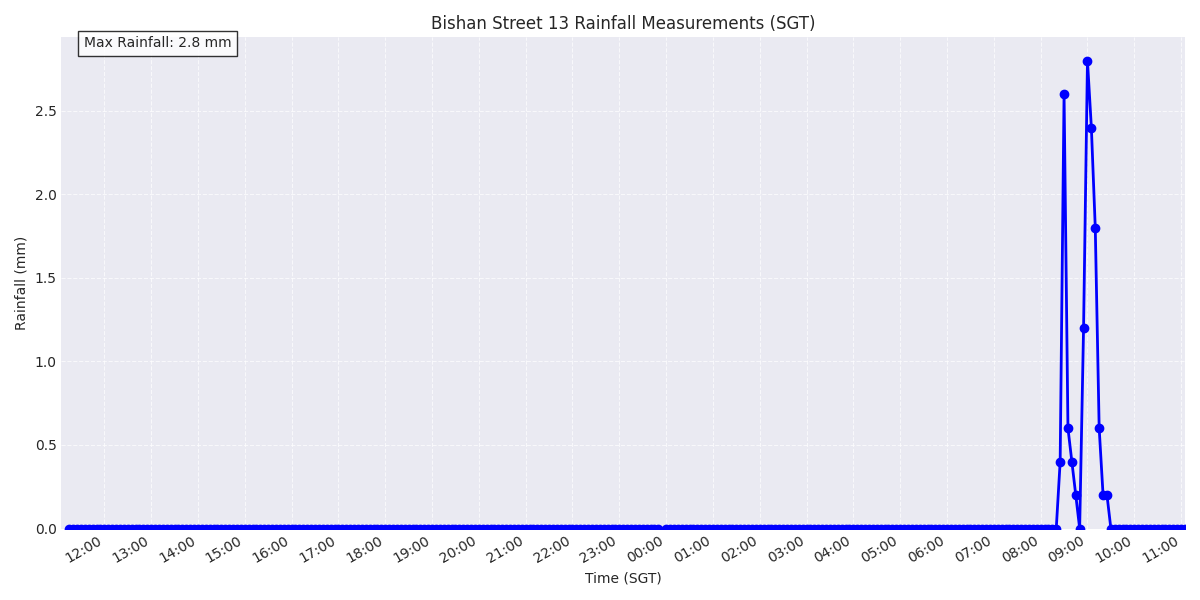 Bishan Street 13 Rainfall Measurements (SGT)
Max Rainfall: 2.8 mm
Rainfall (mm)
2.5
2.0
1.5
1.0
0.5
0.0
12:00 13:00 14:00 15:00 16:00 17:00 18:00 19:00 20:00 21:00 22:00 23:00 00:00 01:00 02:00 03:00 04:00 05:00 06:00 07:00 08:00 09:00 10:00 11:00
Time (SGT)